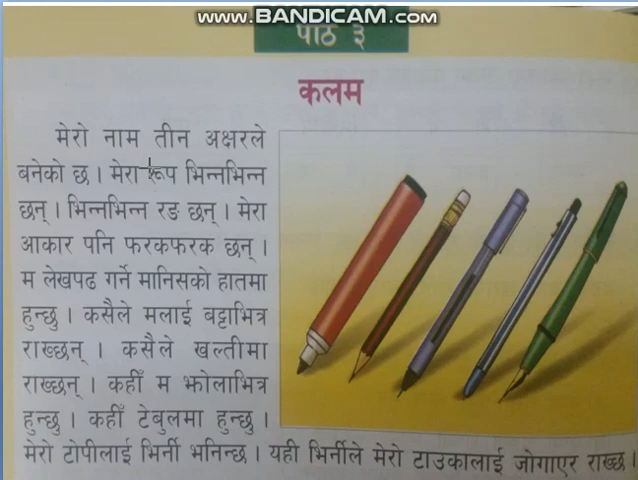 WWW.BANDICAM.COM
पाठ ३
कलम
मेरो नाम तीन अक्षरले
बनेको छ । मेरा रूप भिन्नभिन्न
छन् । भिन्नभिन्न रङ छन् । मेरा
आकार पनि फरकफरक छन् ।
म लेखपढ गर्ने मानिसको हातमा
हुन्छु । कसैले मलाई बट्टाभित्र
राख्छन् । कसैले खल्तीमा
राख्छन् । कहीँ म झोलाभित्र
हुन्छु । कहीँ टेबुलमा हुन्छु ।
मेरो टोपीलाई भिर्नी भनिन्छ । यही भिर्नीले मेरो टाउकालाई जोगाएर राख्छ ।